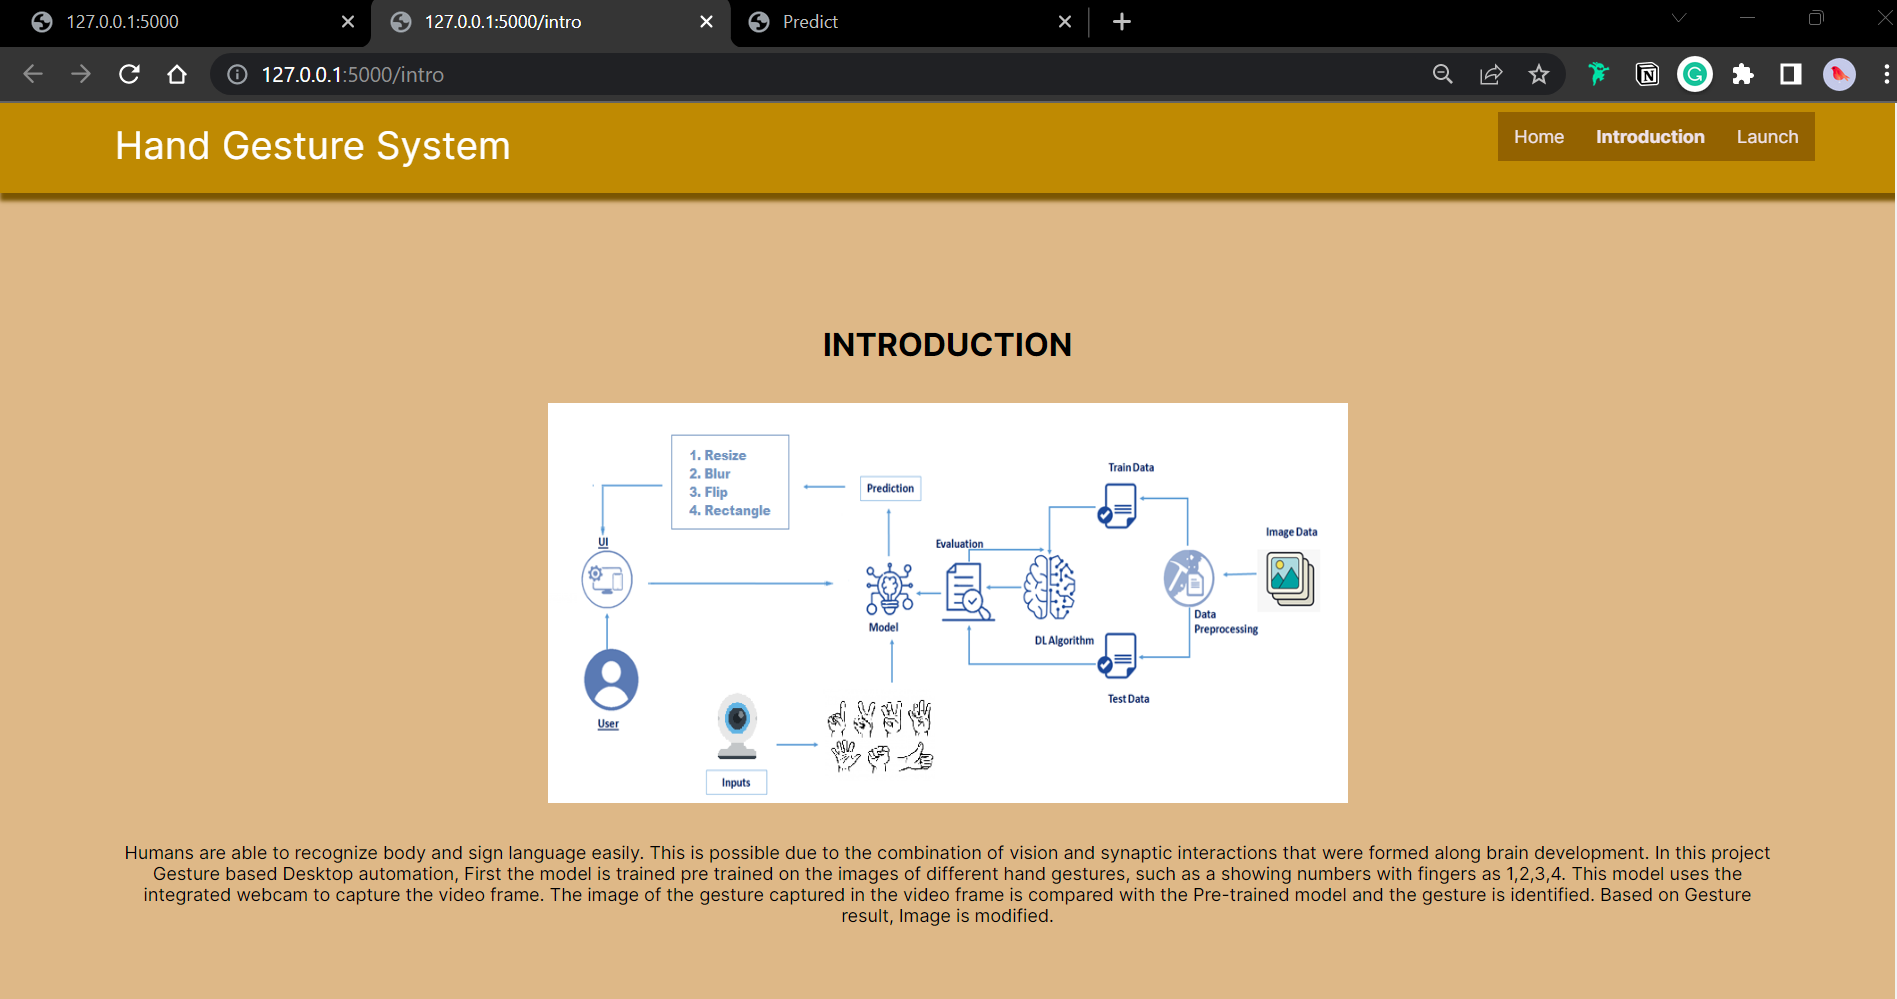 127.0.0.1:5000
127.0.0.1:5000/intro
Predict
127.0.0.1:5000/intro
Hand Gesture System
Home
Introduction
Launch
INTRODUCTION
1. Resize
2. Blur
3. Flip
4. Rectangle
Prediction
Train Data
Image Data
UI
Evaluation
Model
DL Algorithm
Data
Preprocessing
Test Data
User
Inputs
Humans are able to recognize body and sign language easily. This is possible due to the combination of vision and synaptic interactions that were formed along brain development. In this project
Gesture based Desktop automation, First the model is trained pre trained on the images of different hand gestures, such as a showing numbers with fingers as 1,2,3,4. This model uses the
integrated webcam to capture the video frame. The image of the gesture captured in the video frame is compared with the Pre-trained model and the gesture is identified. Based on Gesture
result, Image is modified.